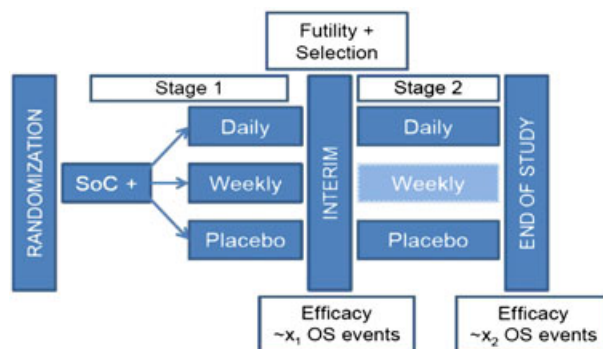 Futility +
Selection
Stage 1
Stage 2
RANDOMIZATION
SoC +
Daily
Weekly
Placebo
INTERIM
Daily
Weekly
Placebo
END OF STUDY
Efficacy
~x₁ OS events
Efficacy
~x₂ OS events